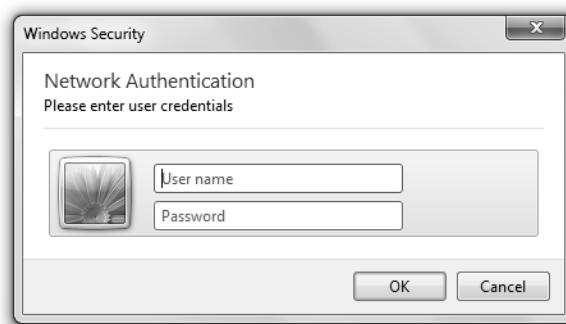 Windows Security
Network Authentication
Please enter user credentials
User name
Password
OK Cancel